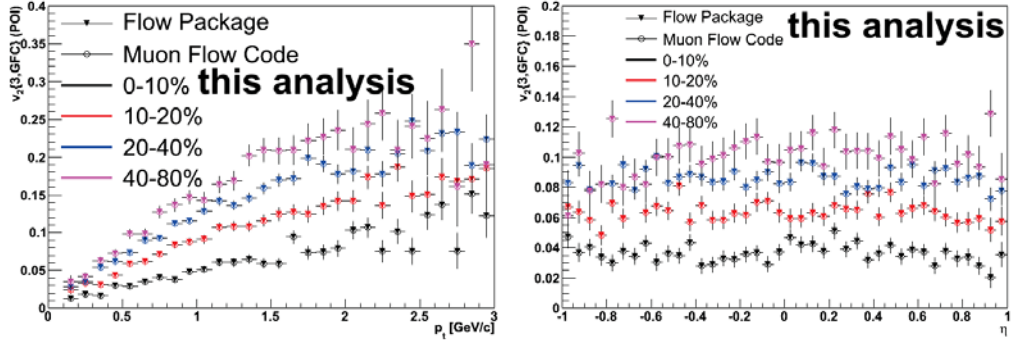 v₂{3,GFC} (POI)
0.4
0.35
0.3
0.25
0.2
0.15
0.1
0.05
0
Flow Package
Muon Flow Code
0-10%
10-20%
20-40%
40-80%
this analysis
0 0.5 1 1.5 2 2.5 3
pₜ [GeV/c]
v₂{3,GFC} (POI)
0.2
0.18
0.16
0.14
0.12
0.1
0.08
0.06
0.04
0.02
0
Flow Package
Muon Flow Code
0-10%
10-20%
20-40%
40-80%
this analysis
-1 -0.8 -0.6 -0.4 -0.2 0 0.2 0.4 0.6 0.8 1
η